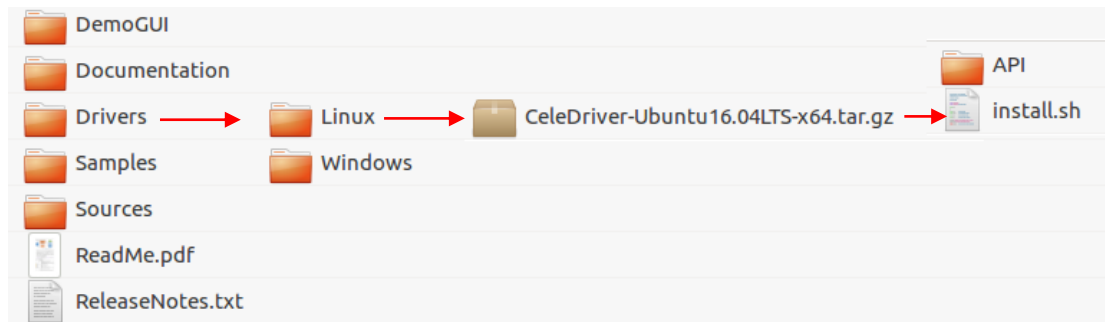 DemoGUI
Documentation
API
Drivers
Linux
CeleDriver-Ubuntu16.04LTS-x64.tar.gz
install.sh
Samples
Windows
Sources
ReadMe.pdf
ReleaseNotes.txt